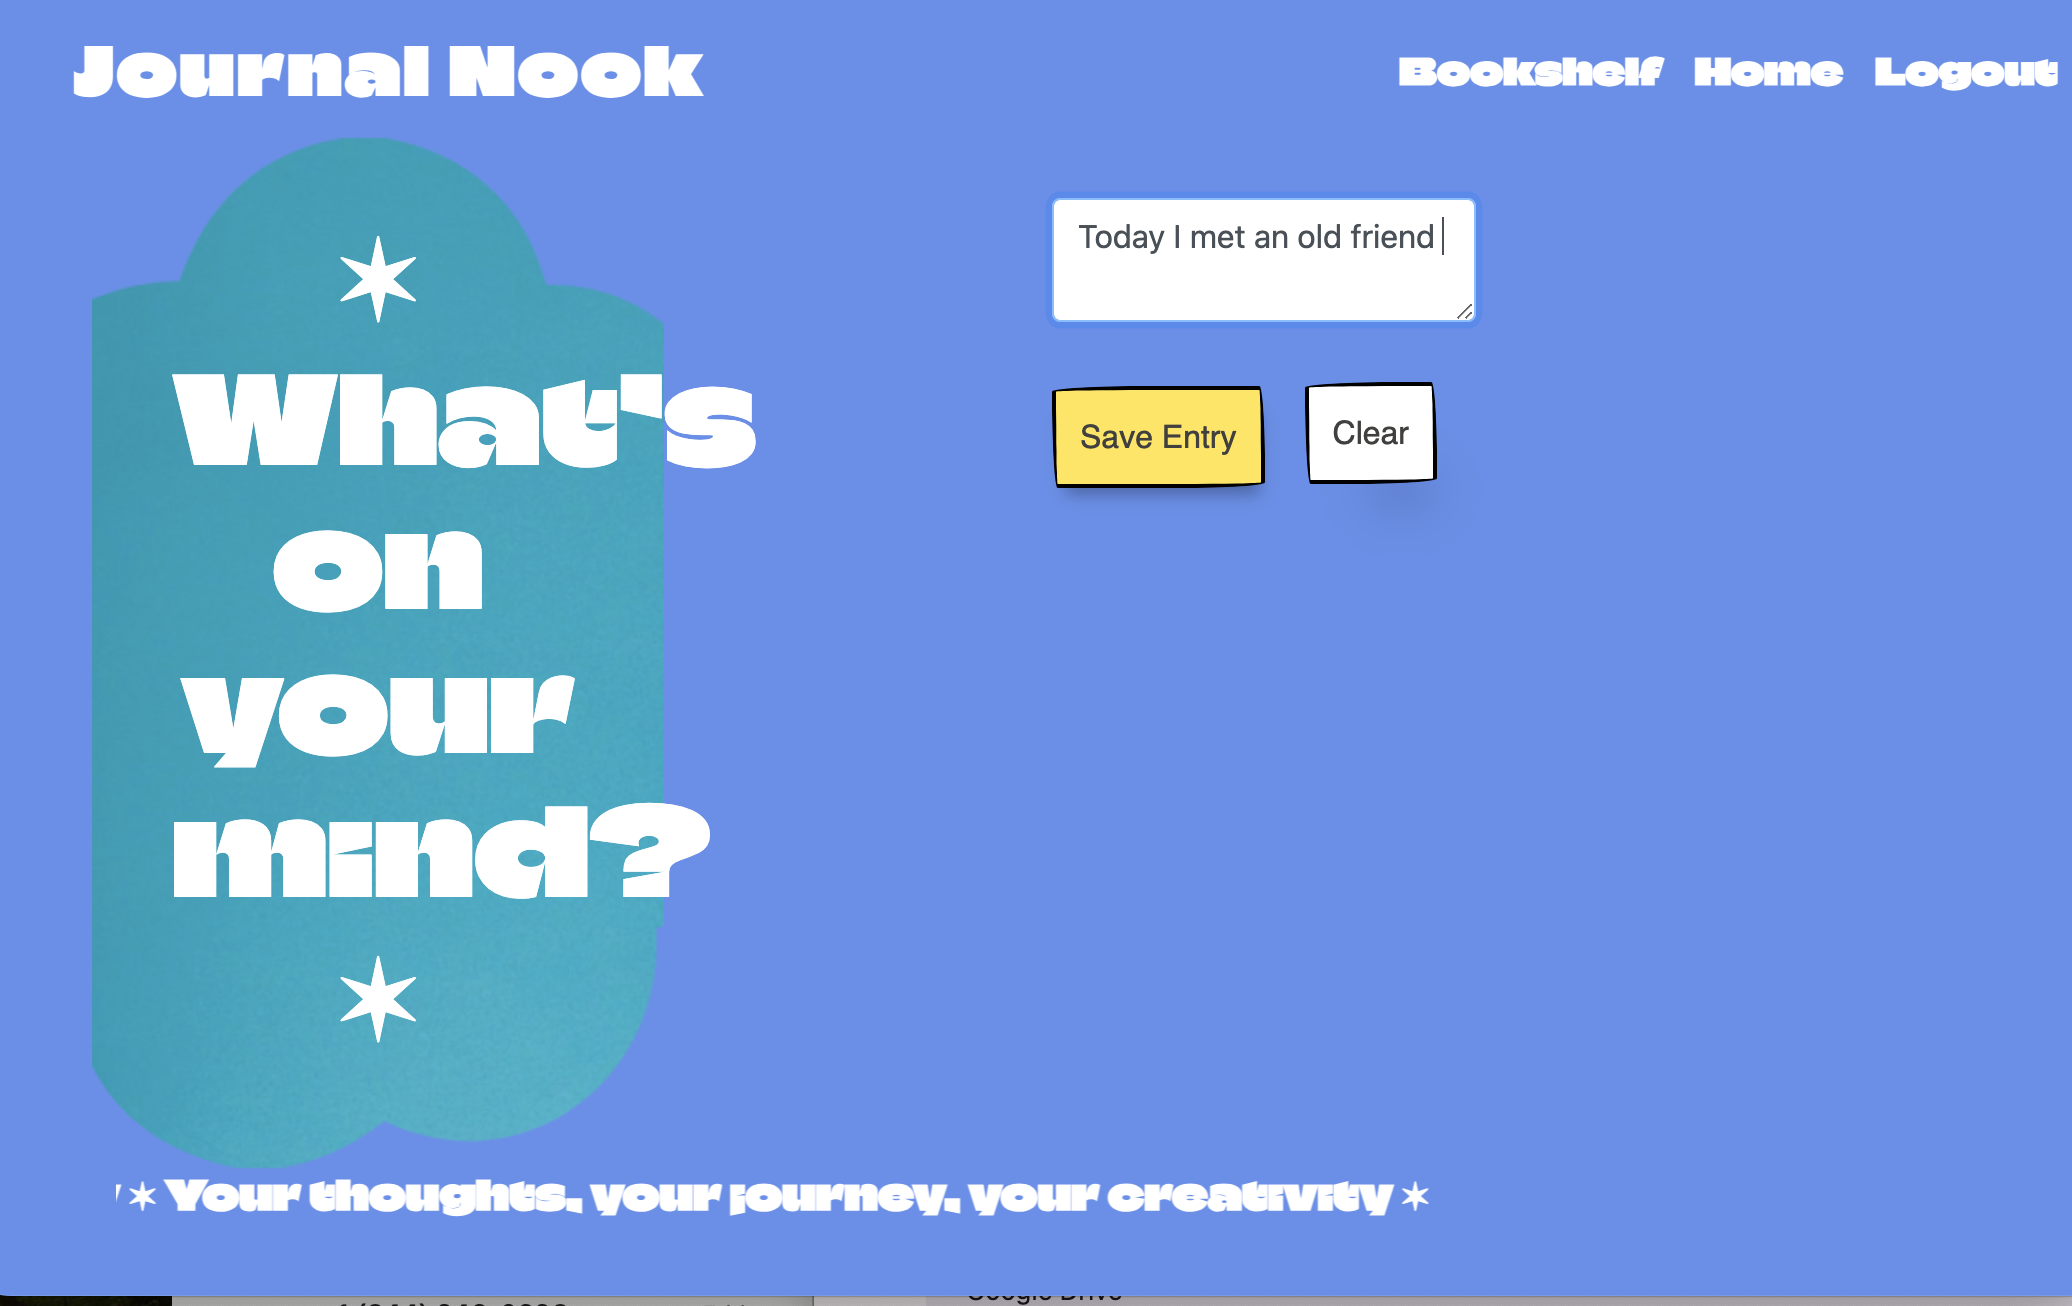 Journal Nook
Bookshelf Home Logout
✶
What's
on
your
mind?
✶
Today I met an old friend
Save Entry Clear
✶ Your thoughts, your journey, your creativity ✶
Google Drive